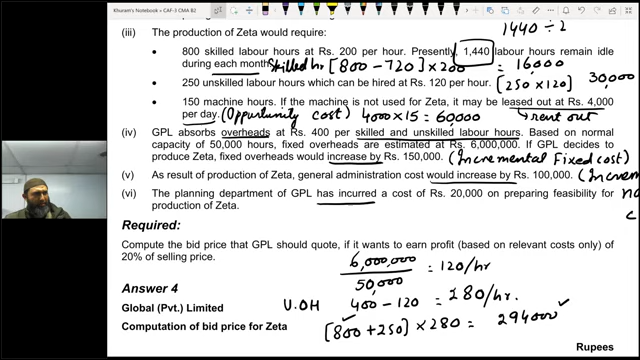 Khuram's Notebook » CAF-3 CMA B2
(iii) The production of Zeta would require: 1440 ÷ 2
• 800 skilled labour hours at Rs. 200 per hour. Presently, 1,440 labour hours remain idle
during each month. Skilled hr [800 - 720] × 200 = 16,000
• 250 unskilled labour hours which can be hired at Rs. 120 per hour. [250 × 120] 30,000
• 150 machine hours. If the machine is not used for Zeta, it may be leased out at Rs. 4,000
per day. (Opportunity cost) 4000 × 15 = 60,000 rent out
(iv) GPL absorbs overheads at Rs. 400 per skilled and unskilled labour hours. Based on normal
capacity of 50,000 hours, fixed overheads are estimated at Rs. 6,000,000. If GPL decides
to produce Zeta, fixed overheads would increase by Rs. 150,000. (Incremental Fixed cost)
(v) As result of production of Zeta, general administration cost would increase by Rs. 100,000. (Increm
(vi) The planning department of GPL has incurred a cost of Rs. 20,000 on preparing feasibility for
production of Zeta.
Required:
Compute the bid price that GPL should quote, if it wants to earn profit (based on relevant costs only) of
20% of selling price.
6,000,000 / 50,000 = 120/hr
Answer 4
Global (Pvt.) Limited U.OH 400 - 120 = 280/hr.
Computation of bid price for Zeta [800 + 250] × 280 = 294000
Rupees